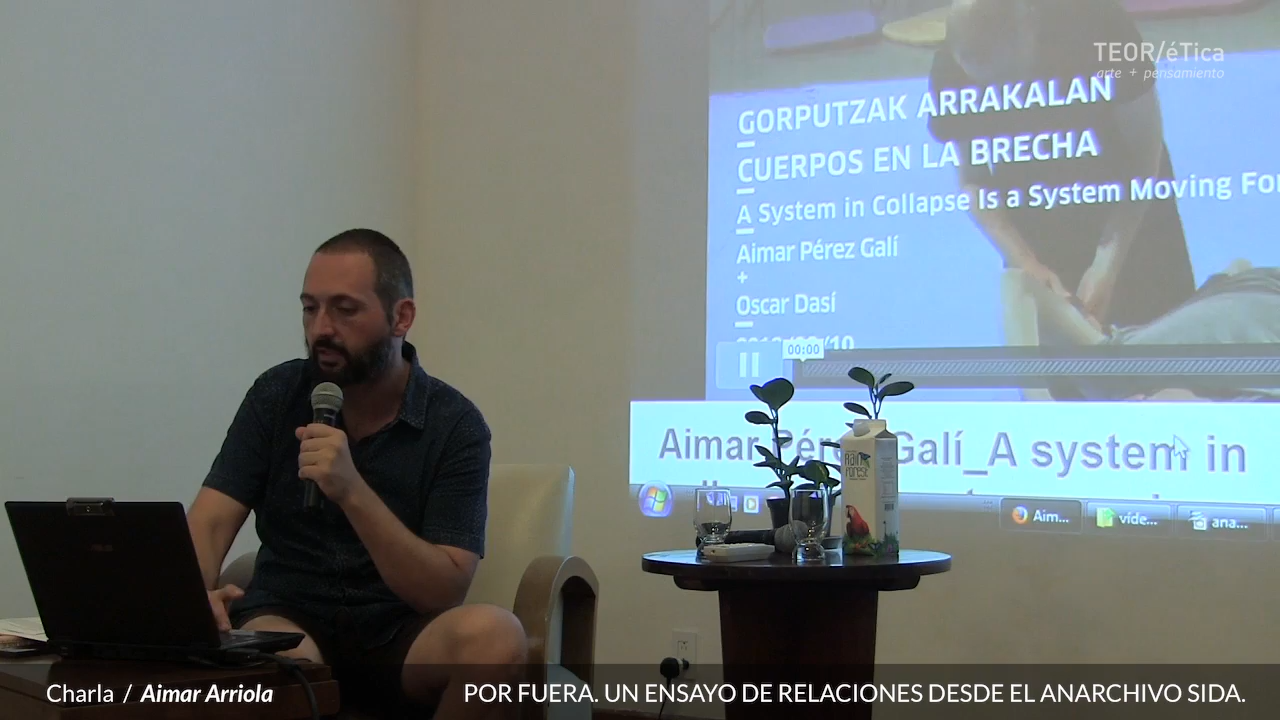 TEOR/éTica
arte + pensamiento
GORPUTZAK ARRAKALAN
CUERPOS EN LA BRECHA
A System in Collapse Is a System Moving For
Aimar Pérez Galí
+
Oscar Dasí
00:00
Aimar Pérez Galí_A system in
Aim...
víde...
ana...
Rain
forest
Charla / Aimar Arriola
POR FUERA. UN ENSAYO DE RELACIONES DESDE EL ANARCHIVO SIDA.